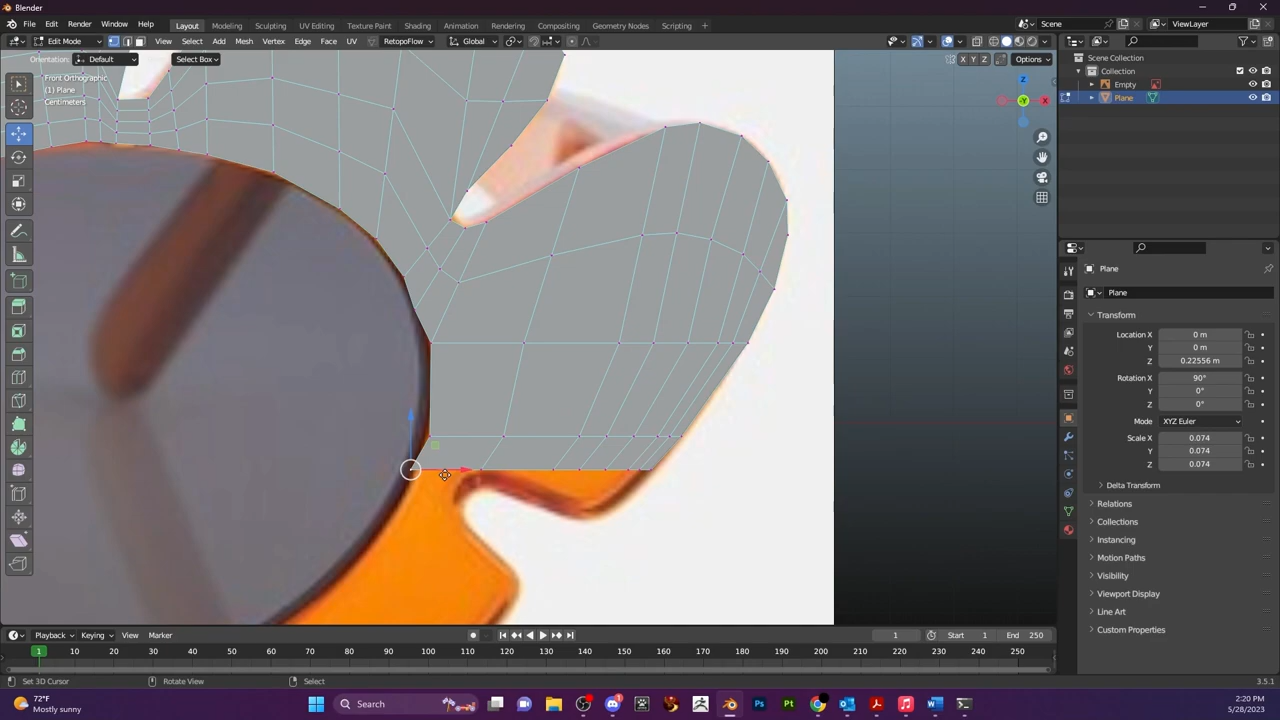 Blender
File Edit Render Window Help Layout Modeling Sculpting UV Editing Texture Paint Shading Animation Rendering Compositing Geometry Nodes Scripting + Scene ViewLayer
Edit Mode View Select Add Mesh Vertex Edge Face UV RetopoFlow Global
Orientation: Default Select Box X Y Z Options
Front Orthographic
(1) Plane
Centimeters
Scene Collection
Collection
Empty
Plane
Z
-Y X
Plane
Plane
Transform
Location X 0 m
Y 0 m
Z 0.22556 m
Rotation X 90°
Y 0°
Z 0°
Mode XYZ Euler
Scale X 0.074
Y 0.074
Z 0.074
Delta Transform
Relations
Collections
Instancing
Motion Paths
Visibility
Viewport Display
Line Art
Custom Properties
Playback Keying View Marker 1 Start 1 End 250
1 10 20 30 40 50 60 70 80 90 100 110 120 130 140 150 160 170 180 190 200 210 220 230 240 250
Set 3D Cursor Rotate View Select 3.5.1
72°F
Mostly sunny
Search
1
Ps Pt
2:20 PM
5/28/2023